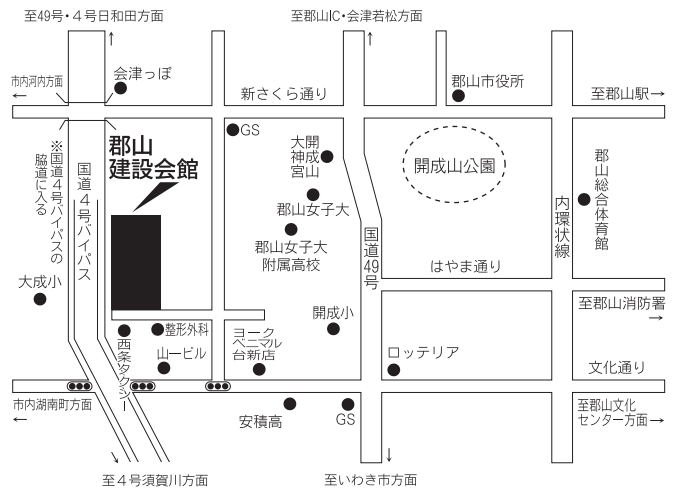 至49号・４号日和田方面
至郡山IC・会津若松方面
市内河内方面
←
会津っぽ
新さくら通り
郡山市役所
至郡山駅→
GS
※国道４号バイパスの
脇道に入る
国道４号バイパス
郡山
建設会館
大開
神成
宮山
開成山公園
郡山総合体育館
郡山女子大
内環状線
国道49号
郡山女子大
附属高校
はやま通り
大成小
至郡山消防署
→
整形外科
西条タクシー
山一ビル
ヨーク
ベニマル
台新店
開成小
ロッテリア
文化通り
市内湖南町方面
←
安積高
GS
至郡山文化
センター方面→
至４号須賀川方面
至いわき市方面